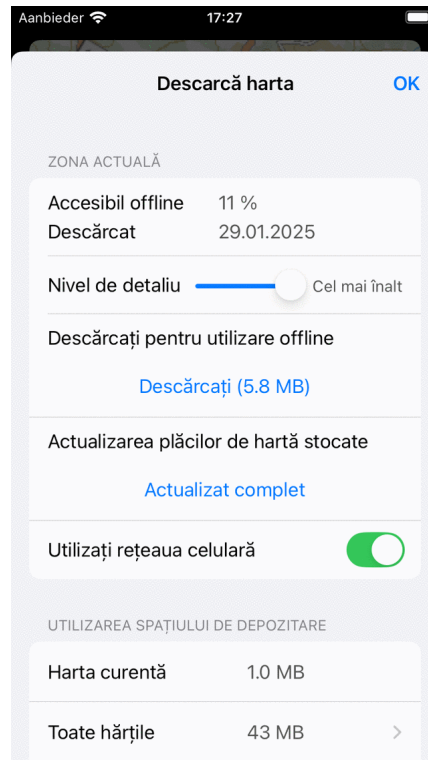 Aanbieder 17:27
Descarcă harta OK
ZONA ACTUALĂ
Accesibil offline 11 %
Descărcat 29.01.2025
Nivel de detaliu Cel mai înalt
Descărcați pentru utilizare offline
Descărcați (5.8 MB)
Actualizarea plăcilor de hartă stocate
Actualizat complet
Utilizați rețeaua celulară
UTILIZAREA SPAȚIULUI DE DEPOZITARE
Harta curentă 1.0 MB
Toate hărțile 43 MB